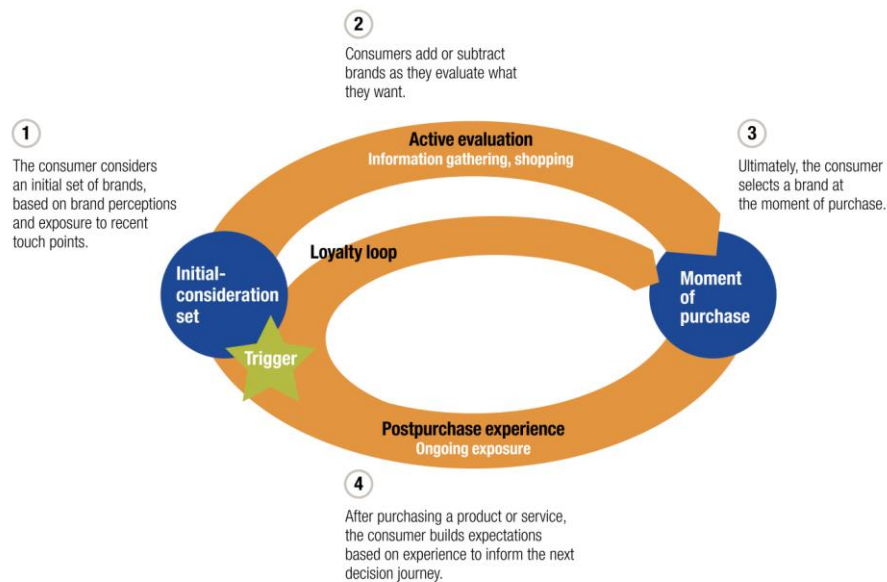 1
The consumer considers
an initial set of brands,
based on brand perceptions
and exposure to recent
touch points.
2
Consumers add or subtract
brands as they evaluate what
they want.
3
Ultimately, the consumer
selects a brand at
the moment of purchase.
Active evaluation
Information gathering, shopping
Loyalty loop
Initial-
consideration
set
Trigger
Moment
of
purchase
Postpurchase experience
Ongoing exposure
4
After purchasing a product or service,
the consumer builds expectations
based on experience to inform the next
decision journey.